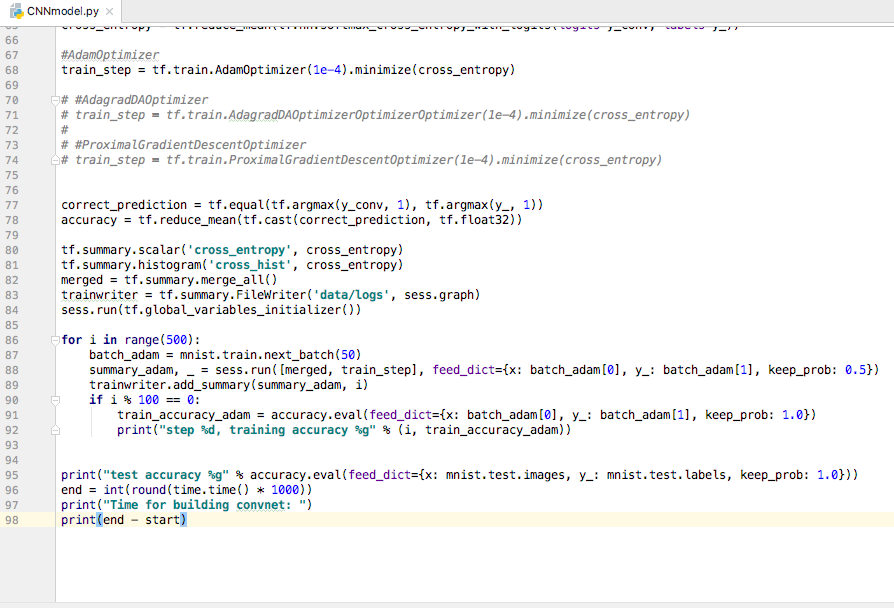 CNNmodel.py
65 cross_entropy = tf.reduce_mean(tf.nn.softmax_cross_entropy_with_logits(logits=y_conv, labels=y_))
66
67 #AdamOptimizer
68 train_step = tf.train.AdamOptimizer(1e-4).minimize(cross_entropy)
69
70 # #AdagradDAOptimizer
71 # train_step = tf.train.AdagradDAOptimizerOptimizerOptimizer(1e-4).minimize(cross_entropy)
72 #
73 # #ProximalGradientDescentOptimizer
74 # train_step = tf.train.ProximalGradientDescentOptimizer(1e-4).minimize(cross_entropy)
75
76
77 correct_prediction = tf.equal(tf.argmax(y_conv, 1), tf.argmax(y_, 1))
78 accuracy = tf.reduce_mean(tf.cast(correct_prediction, tf.float32))
79
80 tf.summary.scalar('cross_entropy', cross_entropy)
81 tf.summary.histogram('cross_hist', cross_entropy)
82 merged = tf.summary.merge_all()
83 trainwriter = tf.summary.FileWriter('data/logs', sess.graph)
84 sess.run(tf.global_variables_initializer())
85
86 for i in range(500):
87 batch_adam = mnist.train.next_batch(50)
88 summary_adam, _ = sess.run([merged, train_step], feed_dict={x: batch_adam[0], y_: batch_adam[1], keep_prob: 0.5})
89 trainwriter.add_summary(summary_adam, i)
90 if i % 100 == 0:
91 train_accuracy_adam = accuracy.eval(feed_dict={x: batch_adam[0], y_: batch_adam[1], keep_prob: 1.0})
92 print("step %d, training accuracy %g" % (i, train_accuracy_adam))
93
94
95 print("test accuracy %g" % accuracy.eval(feed_dict={x: mnist.test.images, y_: mnist.test.labels, keep_prob: 1.0}))
96 end = int(round(time.time() * 1000))
97 print("Time for building convnet: ")
98 print(end - start)